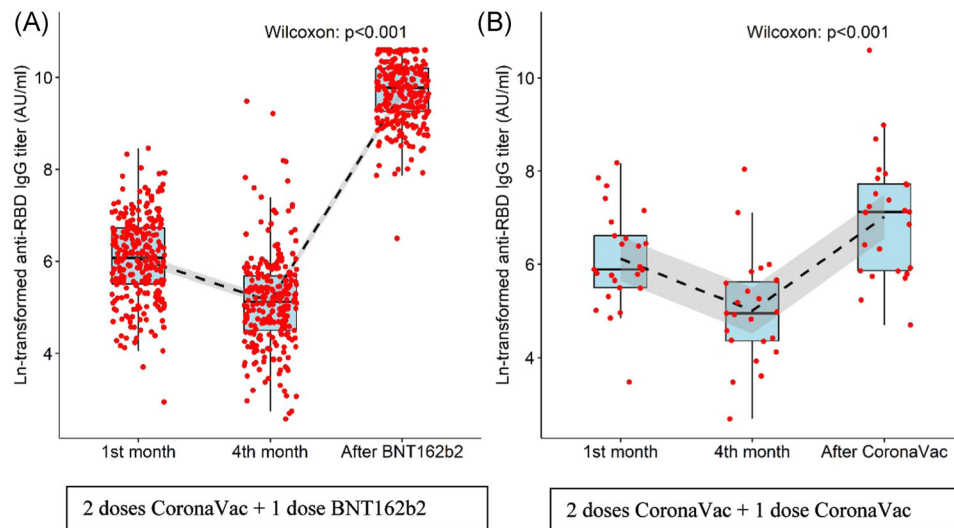 (A)
Wilcoxon: p<0.001
Ln-transformed anti-RBD IgG titer (AU/ml)
10
8
6
4
1st month 4th month After BNT162b2
2 doses CoronaVac + 1 dose BNT162b2
(B)
Wilcoxon: p<0.001
Ln-transformed anti-RBD IgG titer (AU/ml)
10
8
6
4
1st month 4th month After CoronaVac
2 doses CoronaVac + 1 dose CoronaVac